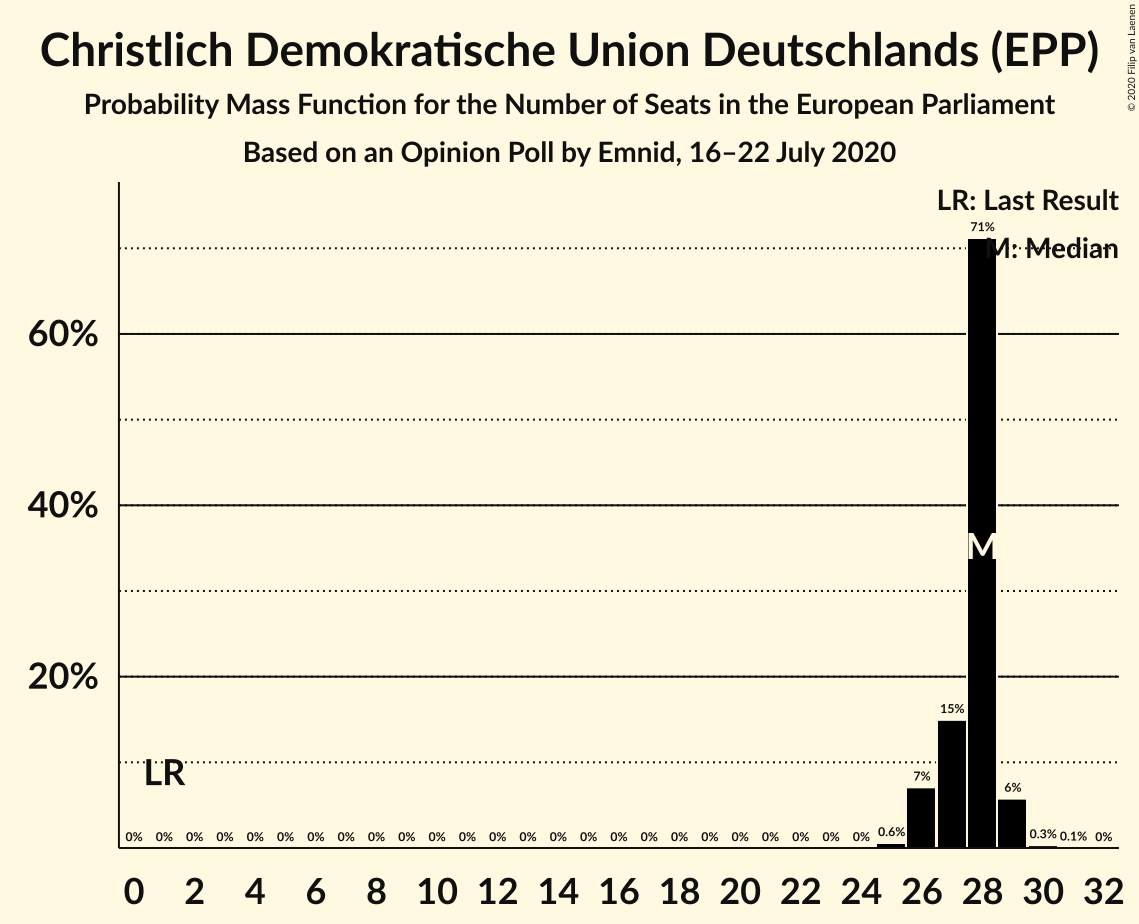 Christlich Demokratische Union Deutschlands (EPP)
Probability Mass Function for the Number of Seats in the European Parliament
Based on an Opinion Poll by Emnid, 16–22 July 2020
© 2020 Filip van Laenen
LR: Last Result
71%
M: Median
60%
40%
M
20%
15%
LR
7%
6%
0% 0% 0% 0% 0% 0% 0% 0% 0% 0% 0% 0% 0% 0% 0% 0% 0% 0% 0% 0% 0% 0% 0% 0% 0% 0.6% 0.3% 0.1% 0%
0 2 4 6 8 10 12 14 16 18 20 22 24 26 28 30 32